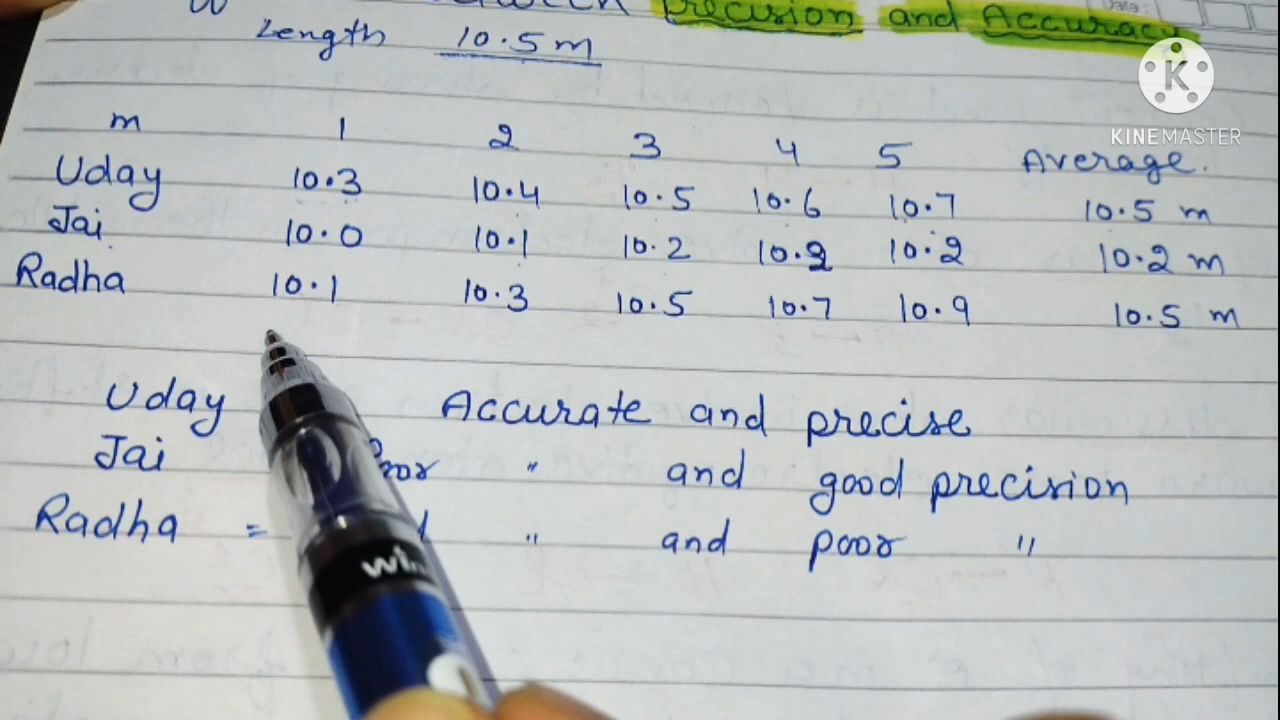 Precision and Accuracy
Length 10.5 m
KINEMASTER
m 1 2 3 4 5 Average.
Uday 10.3 10.4 10.5 10.6 10.7 10.5 m
Jai 10.0 10.1 10.2 10.2 10.2 10.2 m
Radha 10.1 10.3 10.5 10.7 10.9 10.5 m
Uday Accurate and precise
Jai Poor " and good precision
Radha = " and poor "